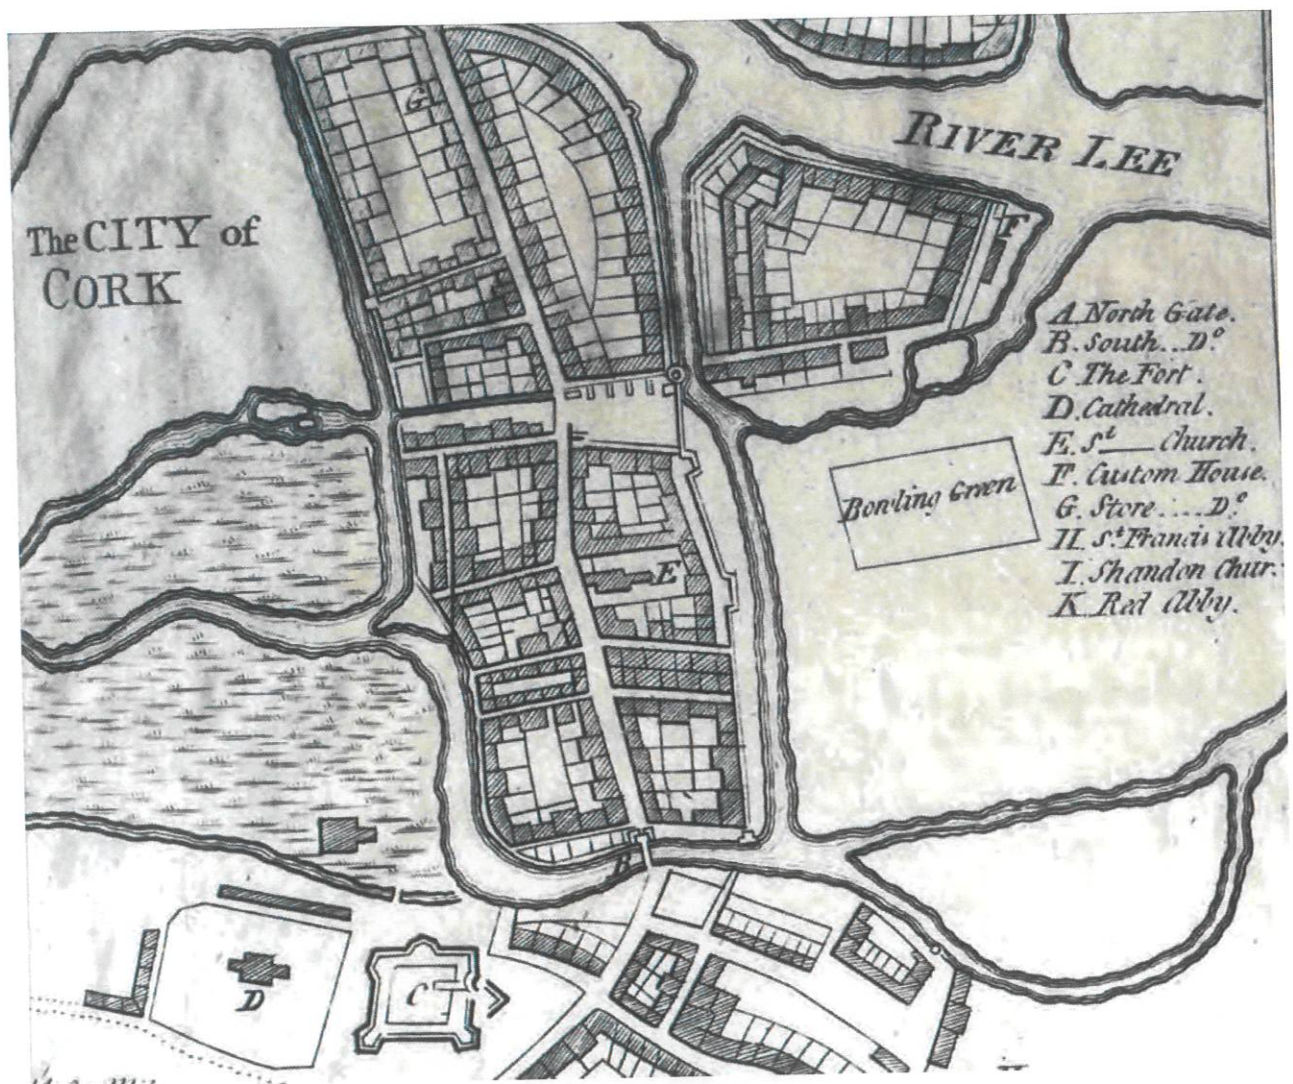 RIVER LEE
The CITY of
CORK
G
F
A North Gate.
B. South...Dº
C The Fort.
D. Cathedral.
E. St — Church.
F. Custom House.
G. Store....Dº
H. St Francis Abby.
I. Shandon Chur:
K. Red Abby.
Bowling Green
E
D
C